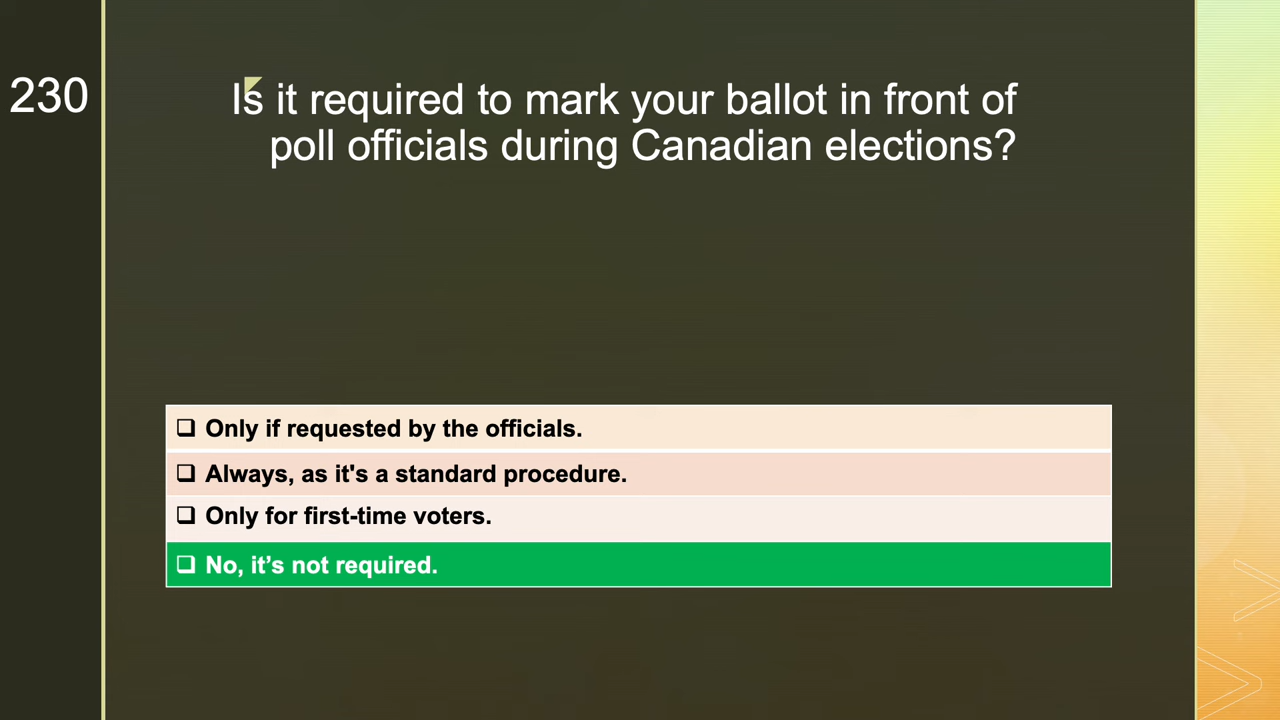 230
Is it required to mark your ballot in front of
poll officials during Canadian elections?
❑ Only if requested by the officials.
❑ Always, as it's a standard procedure.
❑ Only for first-time voters.
❑ No, it’s not required.